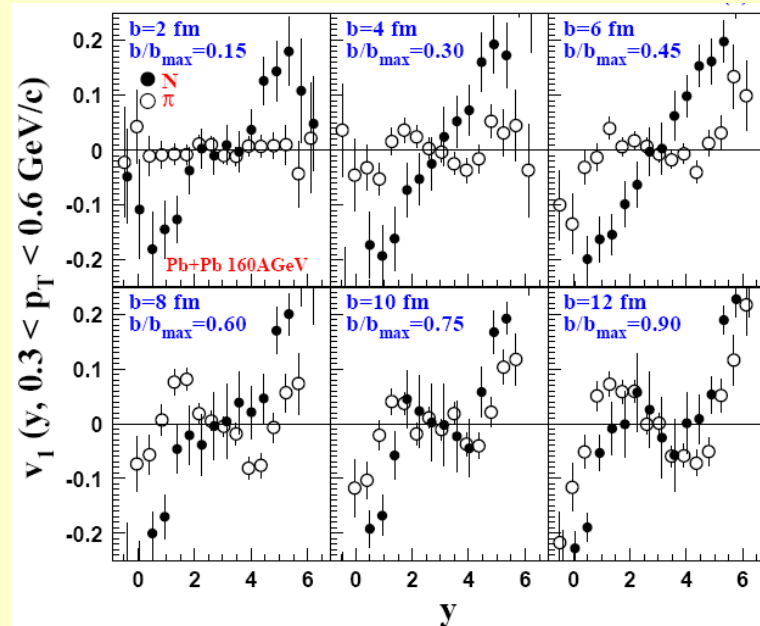 b=2 fm
b/bmax=0.15
N
π
Pb+Pb 160AGeV
b=4 fm
b/bmax=0.30
b=6 fm
b/bmax=0.45
b=8 fm
b/bmax=0.60
b=10 fm
b/bmax=0.75
b=12 fm
b/bmax=0.90
0.2
0.1
0
-0.1
-0.2
0.2
0.1
0
-0.1
-0.2
0 2 4 6
0 2 4 6
0 2 4 6
v1 (y, 0.3 < pT < 0.6 GeV/c)
y